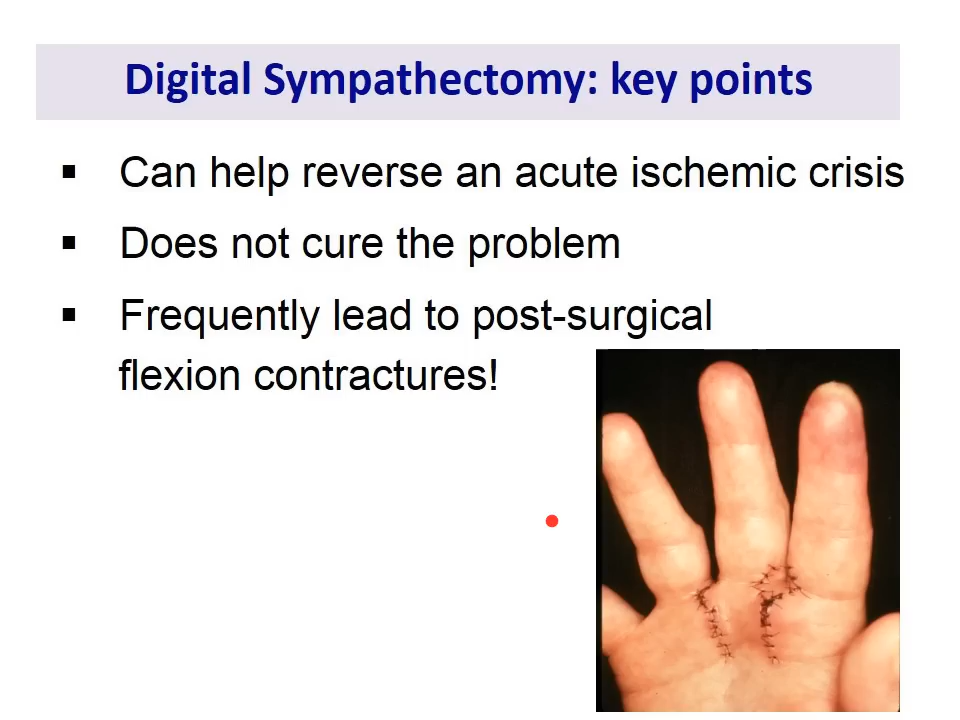 Digital Sympathectomy: key points
▪ Can help reverse an acute ischemic crisis
▪ Does not cure the problem
▪ Frequently lead to post-surgical
flexion contractures!